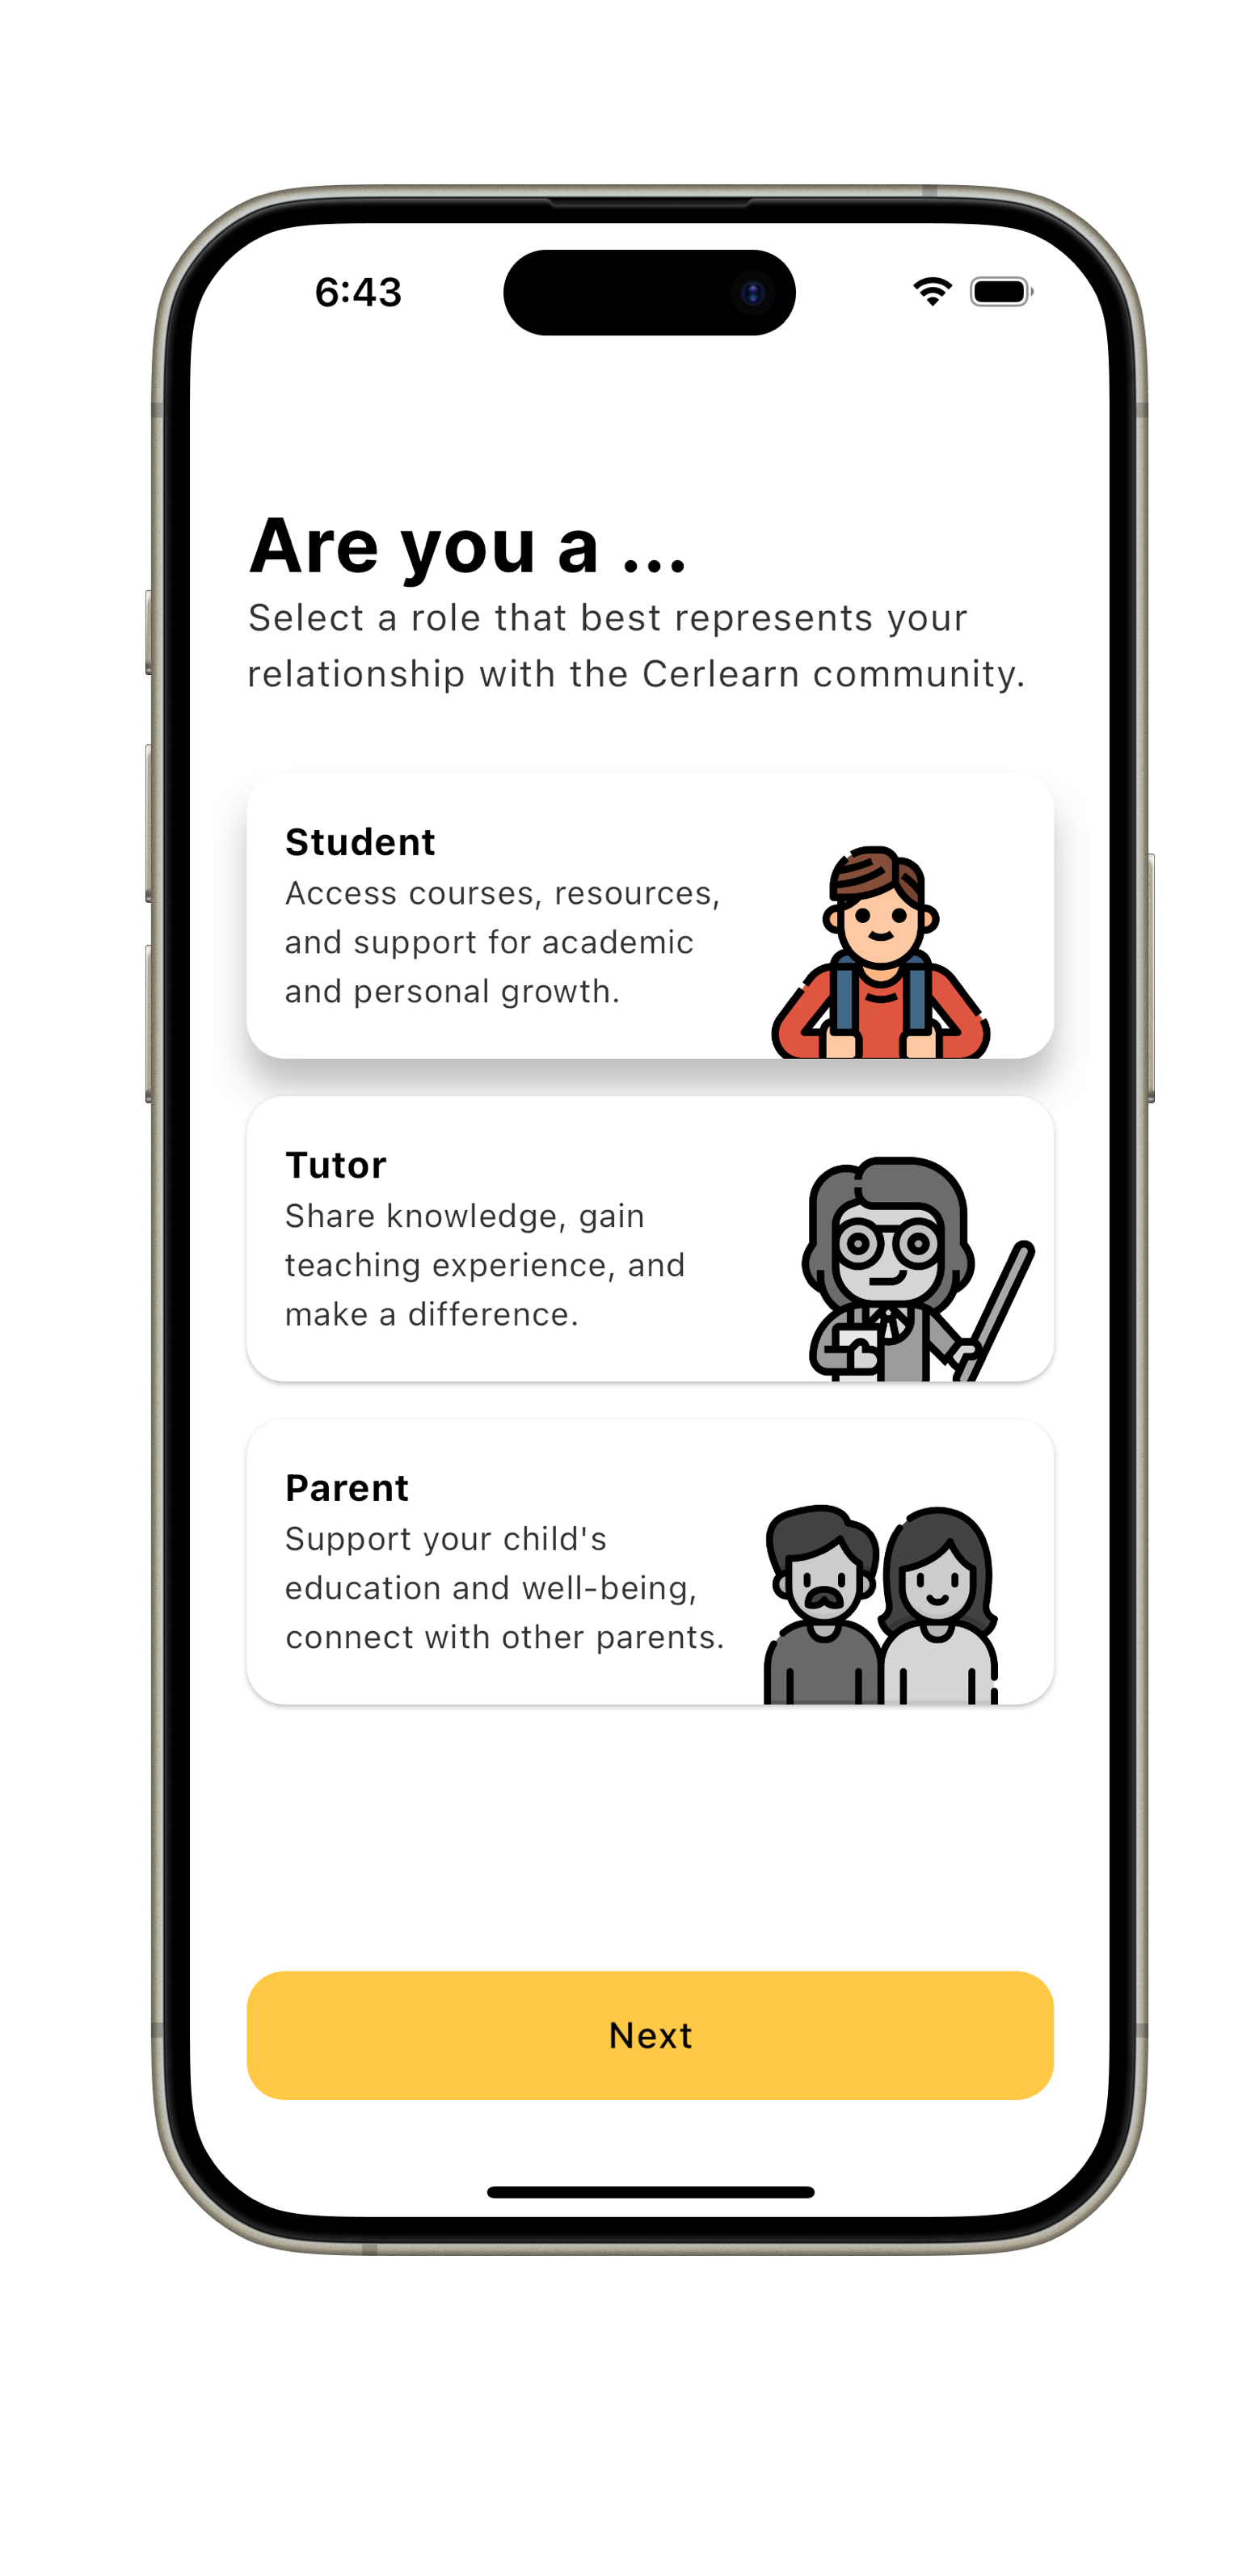 6:43
Are you a ...
Select a role that best represents your
relationship with the Cerlearn community.
Student
Access courses, resources,
and support for academic
and personal growth.
Tutor
Share knowledge, gain
teaching experience, and
make a difference.
Parent
Support your child's
education and well-being,
connect with other parents.
Next